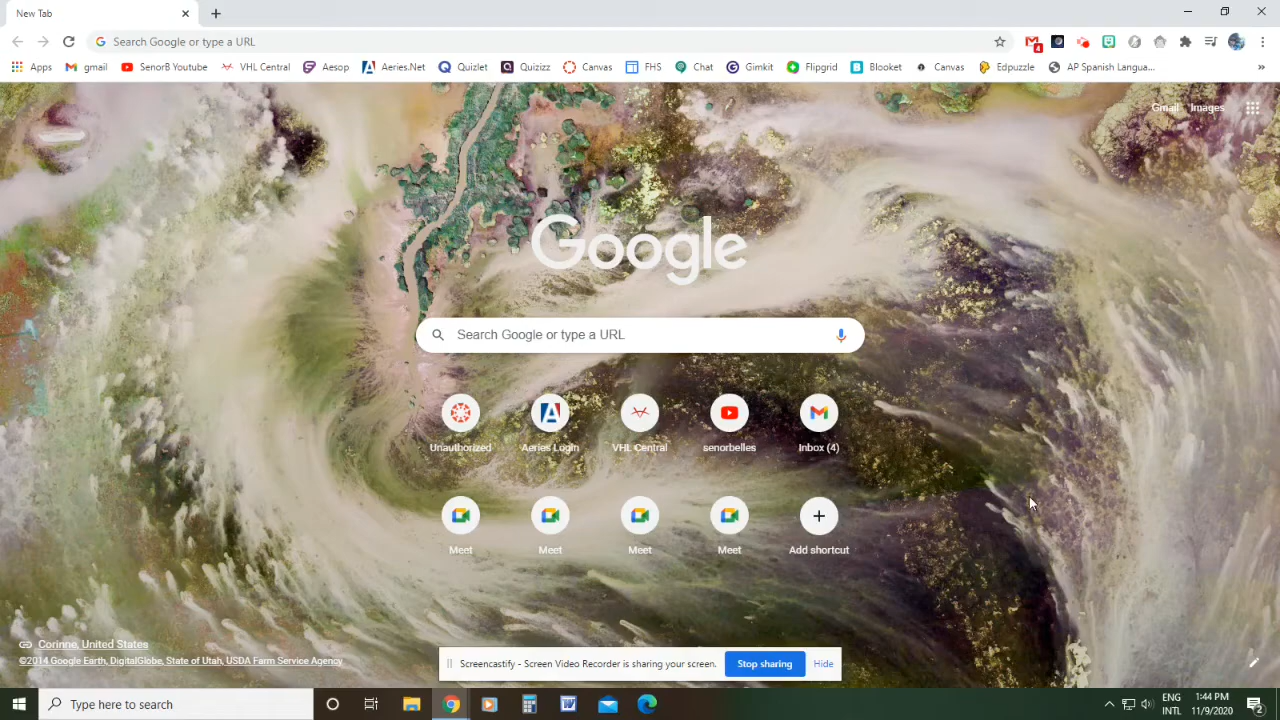 New Tab
Search Google or type a URL
4
Apps gmail SenorB Youtube VHL Central Aesop Aeries.Net Quizlet Quizizz Canvas FHS Chat Gimkit Flipgrid Blooket Canvas Edpuzzle AP Spanish Langua... »
Gmail Images
Google
Search Google or type a URL
Unauthorized Aeries Login VHL Central senorbelles Inbox (4)
Meet Meet Meet Meet Add shortcut
Corinne, United States
©2014 Google Earth, DigitalGlobe, State of Utah, USDA Farm Service Agency
Screencastify - Screen Video Recorder is sharing your screen. Stop sharing Hide
Type here to search
ENG
INTL
1:44 PM
11/9/2020
2